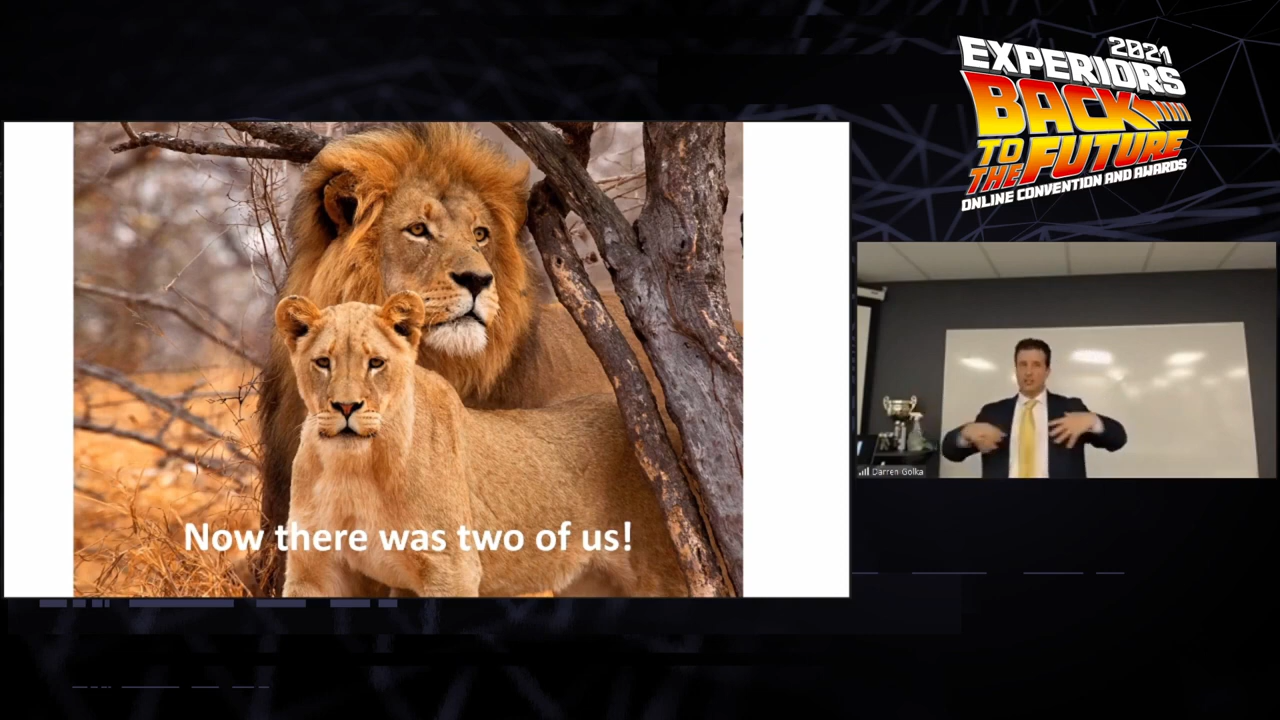 2021
EXPERIORS
BACK
TO
THE FUTURE
ONLINE CONVENTION AND AWARDS
Now there was two of us!
Darren Golka